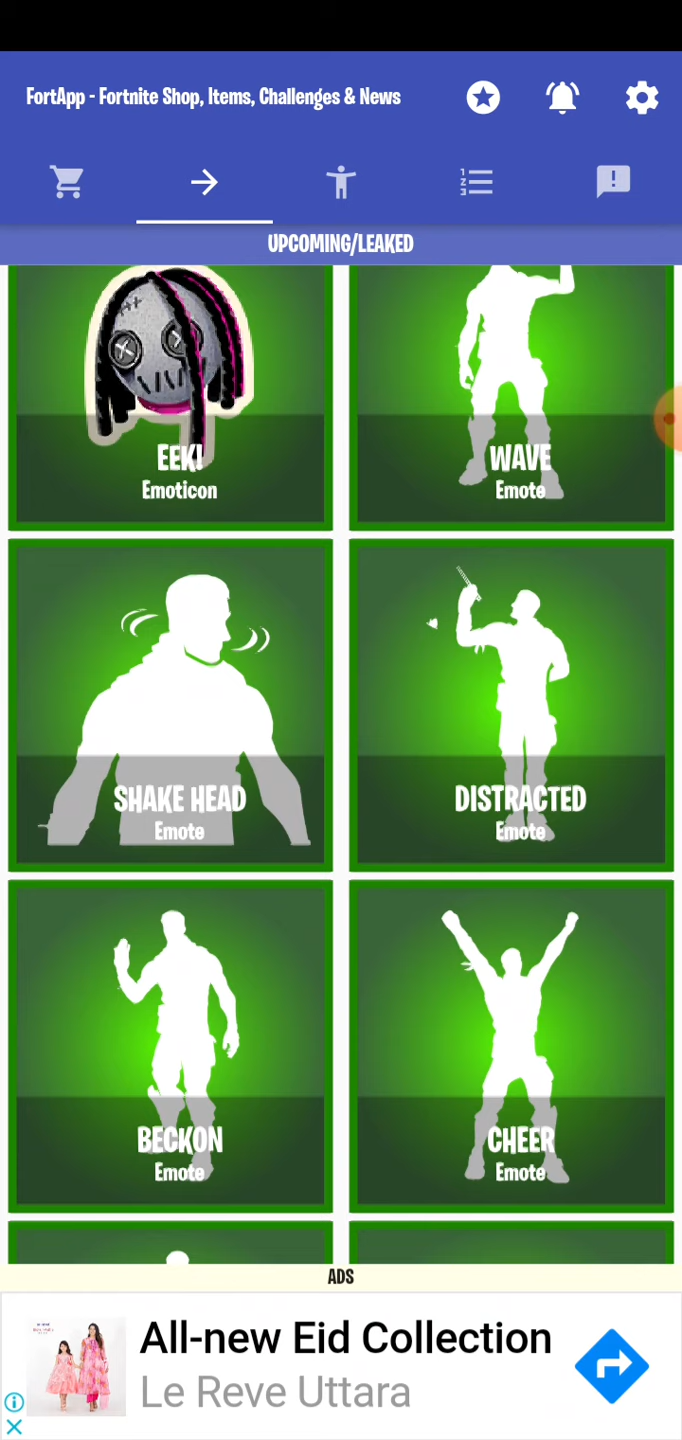 FortApp - Fortnite Shop, Items, Challenges & News
UPCOMING/LEAKED
EEK!
Emoticon
WAVE
Emote
SHAKE HEAD
Emote
DISTRACTED
Emote
BECKON
Emote
CHEER
Emote
ADS
All-new Eid Collection
Le Reve Uttara